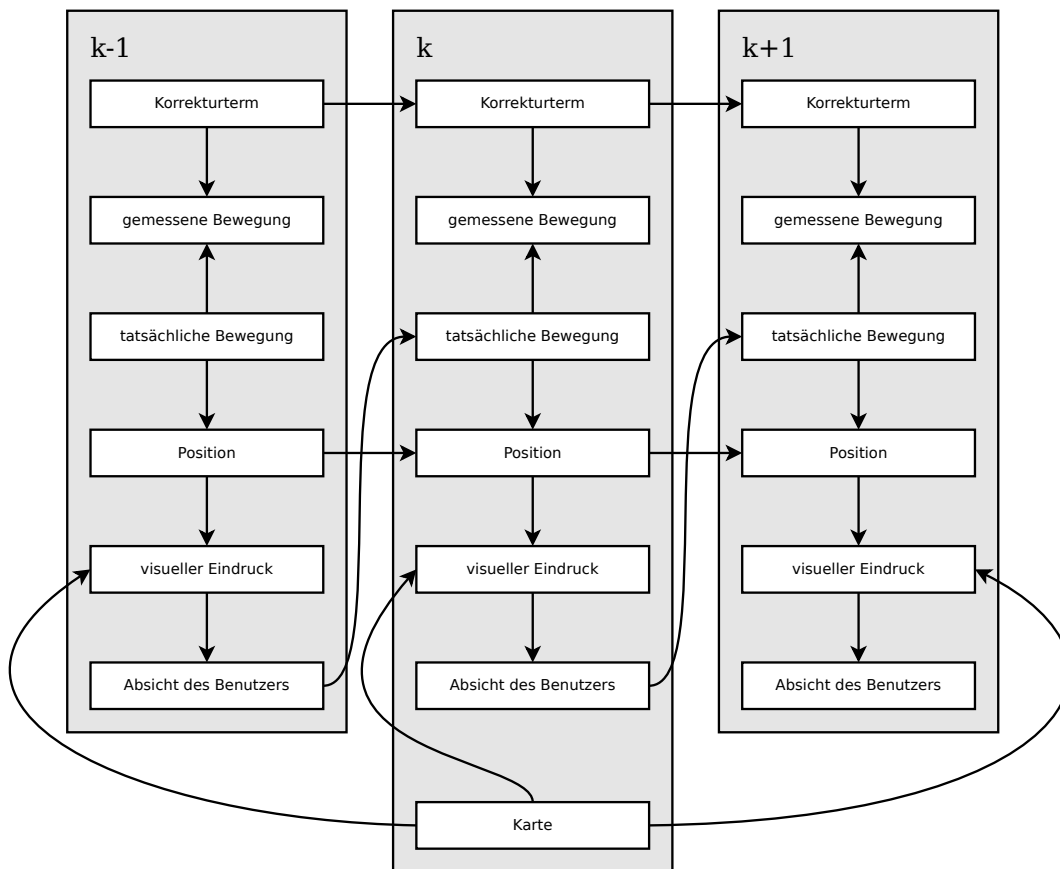 k-1
Korrekturterm
gemessene Bewegung
tatsächliche Bewegung
Position
visueller Eindruck
Absicht des Benutzers
k
Korrekturterm
gemessene Bewegung
tatsächliche Bewegung
Position
visueller Eindruck
Absicht des Benutzers
Karte
k+1
Korrekturterm
gemessene Bewegung
tatsächliche Bewegung
Position
visueller Eindruck
Absicht des Benutzers